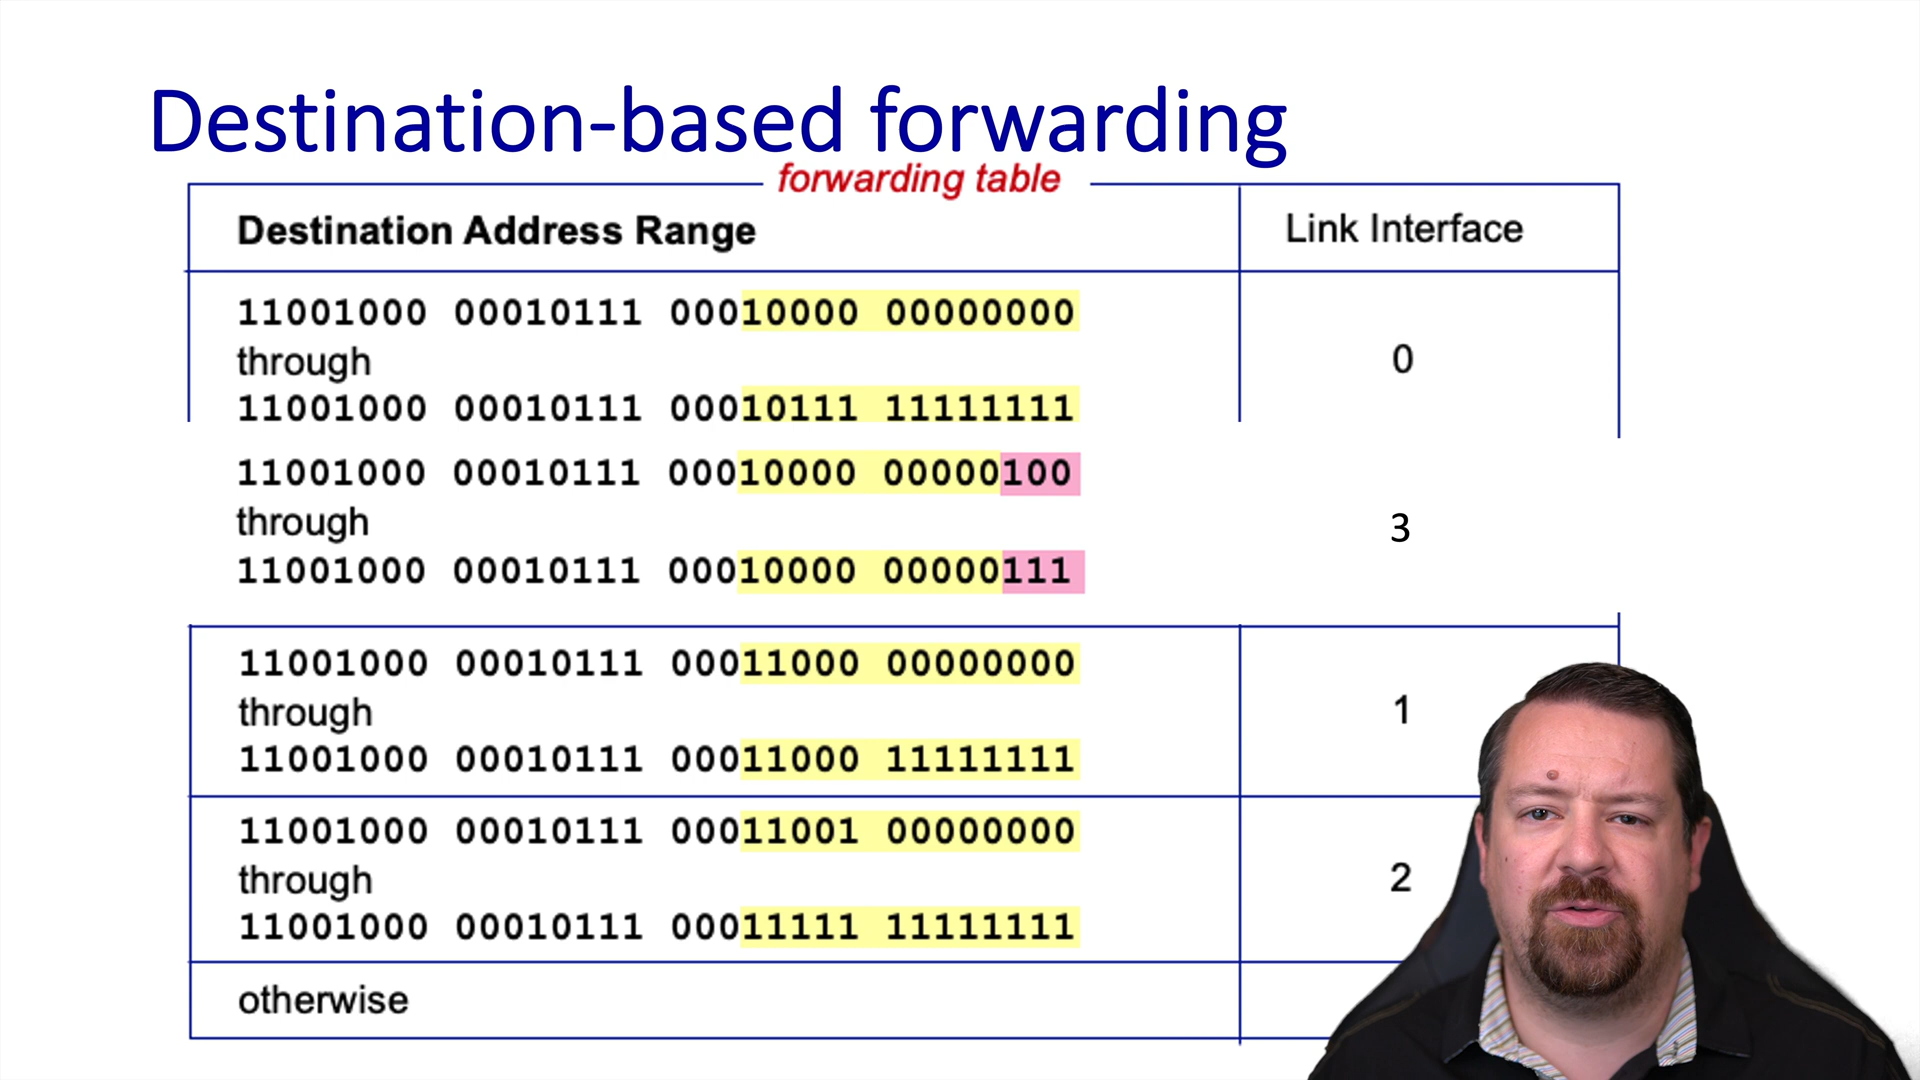 Destination-based forwarding
forwarding table
Destination Address Range Link Interface
11001000 00010111 00010000 00000000
through 0
11001000 00010111 00010111 11111111
11001000 00010111 00010000 00000100
through 3
11001000 00010111 00010000 00000111
11001000 00010111 00011000 00000000
through 1
11001000 00010111 00011000 11111111
11001000 00010111 00011001 00000000
through 2
11001000 00010111 00011111 11111111
otherwise